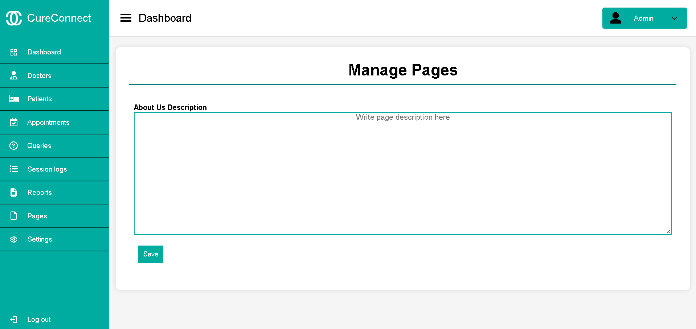 CureConnect
Dashboard
Admin
Dashboard
Doctors
Patients
Appointments
Queries
Session logs
Reports
Pages
Settings
Log out
Manage Pages
About Us Description
Write page description here
Save